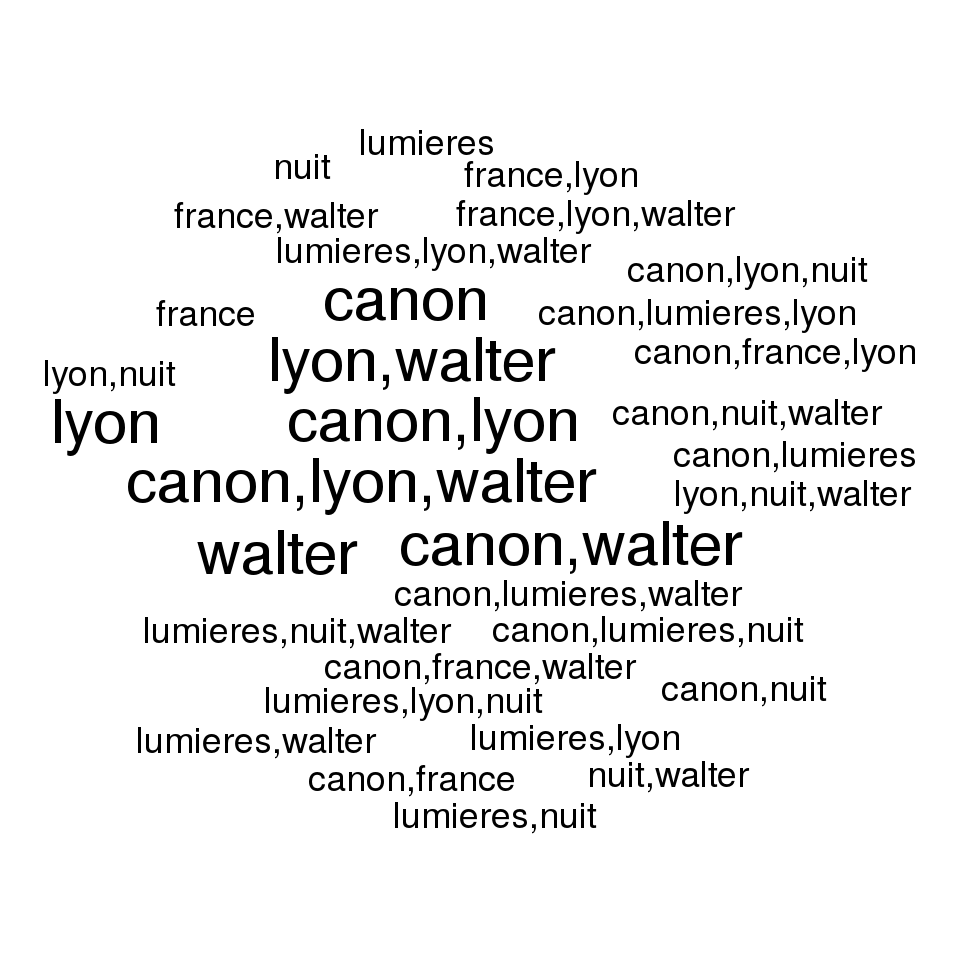 lumieres
nuit
france,lyon
france,walter
france,lyon,walter
lumieres,lyon,walter
canon,lyon,nuit
canon
france
canon,lumieres,lyon
lyon,walter
canon,france,lyon
lyon,nuit
lyon
canon,lyon
canon,nuit,walter
canon,lumieres
canon,lyon,walter
lyon,nuit,walter
walter
canon,walter
canon,lumieres,walter
lumieres,nuit,walter
canon,lumieres,nuit
canon,france,walter
canon,nuit
lumieres,lyon,nuit
lumieres,walter
lumieres,lyon
canon,france
nuit,walter
lumieres,nuit